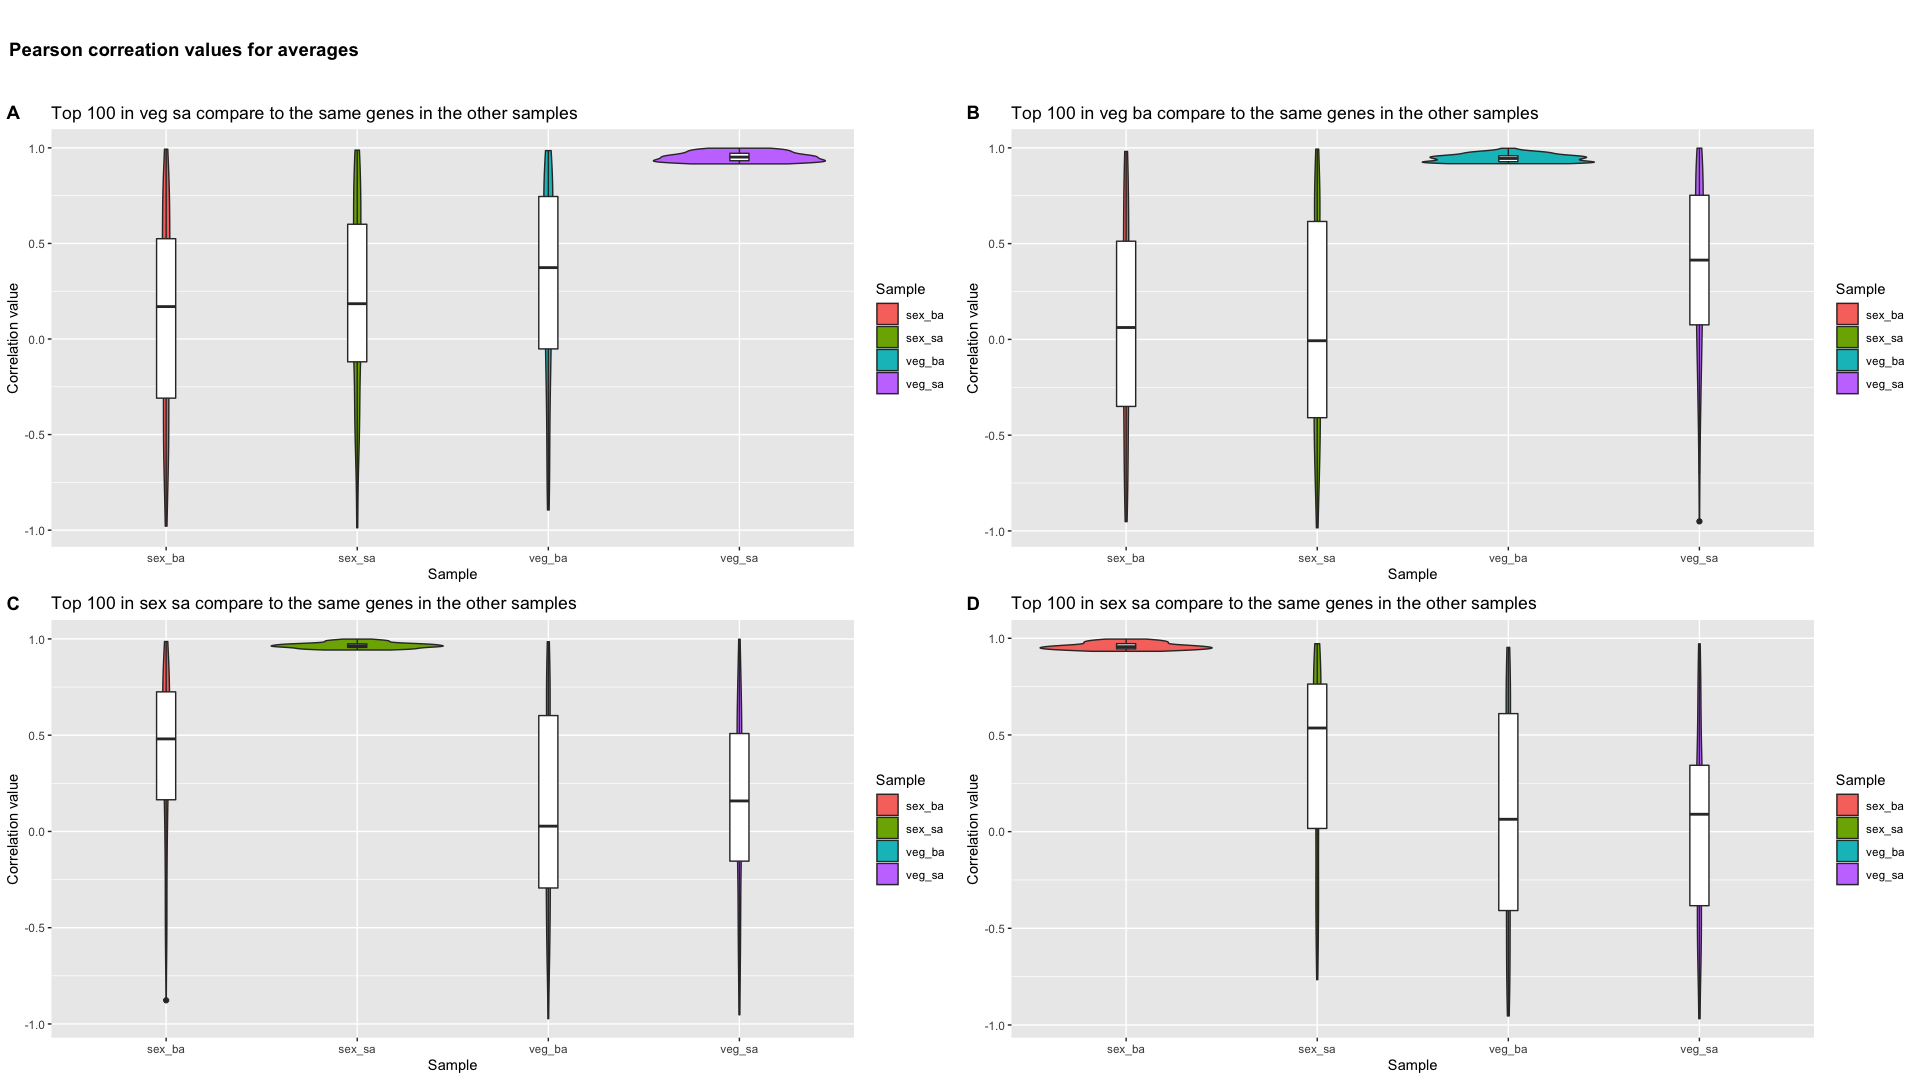 Pearson correation values for averages
A
Top 100 in veg sa compare to the same genes in the other samples
1.0
0.5
0.0
-0.5
-1.0
Correlation value
sex_ba
sex_sa
veg_ba
veg_sa
Sample
Sample
sex_ba
sex_sa
veg_ba
veg_sa
B
Top 100 in veg ba compare to the same genes in the other samples
1.0
0.5
0.0
-0.5
-1.0
Correlation value
sex_ba
sex_sa
veg_ba
veg_sa
Sample
Sample
sex_ba
sex_sa
veg_ba
veg_sa
C
Top 100 in sex sa compare to the same genes in the other samples
1.0
0.5
0.0
-0.5
-1.0
Correlation value
sex_ba
sex_sa
veg_ba
veg_sa
Sample
Sample
sex_ba
sex_sa
veg_ba
veg_sa
D
Top 100 in sex sa compare to the same genes in the other samples
1.0
0.5
0.0
-0.5
-1.0
Correlation value
sex_ba
sex_sa
veg_ba
veg_sa
Sample
Sample
sex_ba
sex_sa
veg_ba
veg_sa